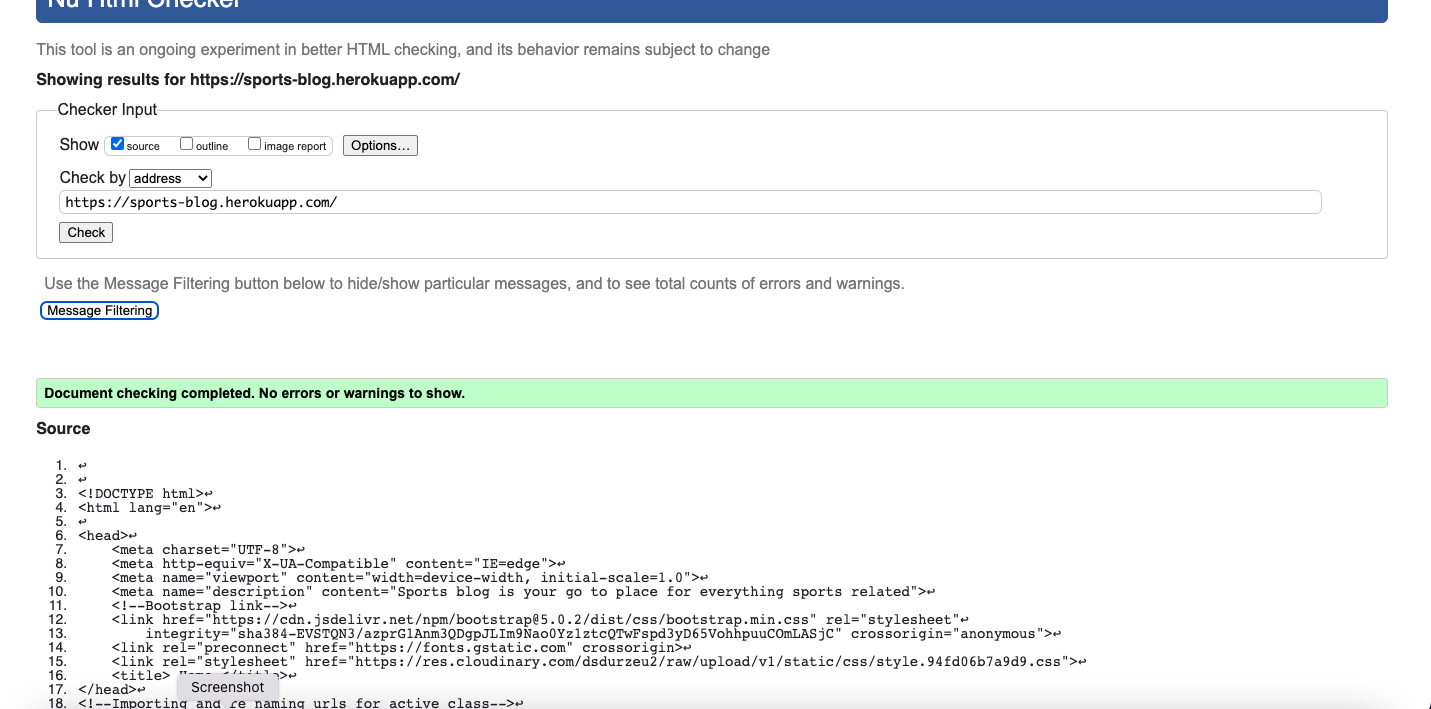 Nu Html Checker
This tool is an ongoing experiment in better HTML checking, and its behavior remains subject to change
Showing results for https://sports-blog.herokuapp.com/
Checker Input
Show source outline image report Options...
Check by address
https://sports-blog.herokuapp.com/
Check
Use the Message Filtering button below to hide/show particular messages, and to see total counts of errors and warnings.
Message Filtering
Document checking completed. No errors or warnings to show.
Source
1. ↩
2. ↩
3. <!DOCTYPE html>↩
4. <html lang="en">↩
5. ↩
6. <head>↩
7. <meta charset="UTF-8">↩
8. <meta http-equiv="X-UA-Compatible" content="IE=edge">↩
9. <meta name="viewport" content="width=device-width, initial-scale=1.0">↩
10. <meta name="description" content="Sports blog is your go to place for everything sports related">↩
11. <!--Bootstrap link-->↩
12. <link href="https://cdn.jsdelivr.net/npm/bootstrap@5.0.2/dist/css/bootstrap.min.css" rel="stylesheet"↩
13. integrity="sha384-EVSTQN3/azprG1Anm3QDgpJLIm9Nao0Yz1ztcQTwFspd3yD65VohhpuuCOmLASjC" crossorigin="anonymous">↩
14. <link rel="preconnect" href="https://fonts.gstatic.com" crossorigin>↩
15. <link rel="stylesheet" href="https://res.cloudinary.com/dsdurzeu2/raw/upload/v1/static/css/style.94fd06b7a9d9.css">↩
16. <title> Home </title>↩
17. </head>↩
Screenshot
18. <!--Importing and re naming urls for active class-->↩